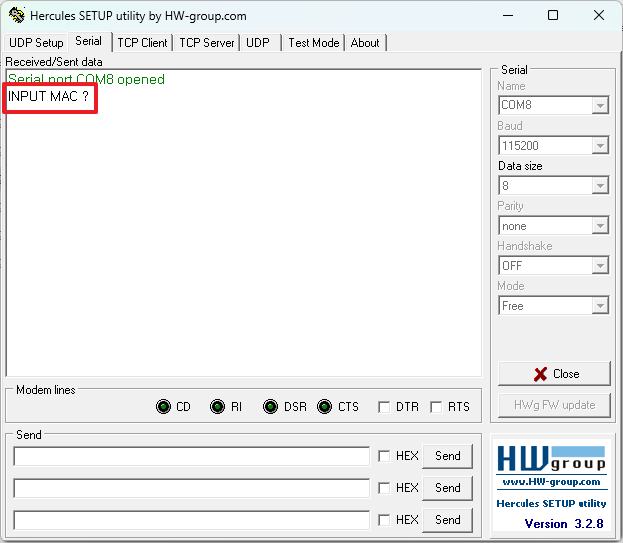 Hercules SETUP utility by HW-group.com
UDP Setup Serial TCP Client TCP Server UDP Test Mode About
Received/Sent data
Serial port COM8 opened
INPUT MAC ?
Serial
Name
COM8
Baud
115200
Data size
8
Parity
none
Handshake
OFF
Mode
Free
Close
HWg FW update
Modem lines
CD RI DSR CTS DTR RTS
Send
HEX Send
HEX Send
HEX Send
HW group
www.HW-group.com
Hercules SETUP utility
Version 3.2.8